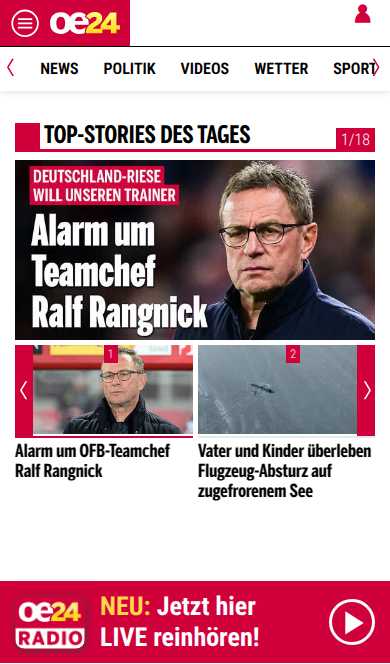 oe24
NEWS POLITIK VIDEOS WETTER SPORT
TOP-STORIES DES TAGES
1/18
DEUTSCHLAND-RIESE
WILL UNSEREN TRAINER
Alarm um
Teamchef
Ralf Rangnick
1
2
Alarm um ÖFB-Teamchef
Ralf Rangnick
Vater und Kinder überleben
Flugzeug-Absturz auf
zugefrorenem See
oe24
RADIO
NEU: Jetzt hier
LIVE reinhören!